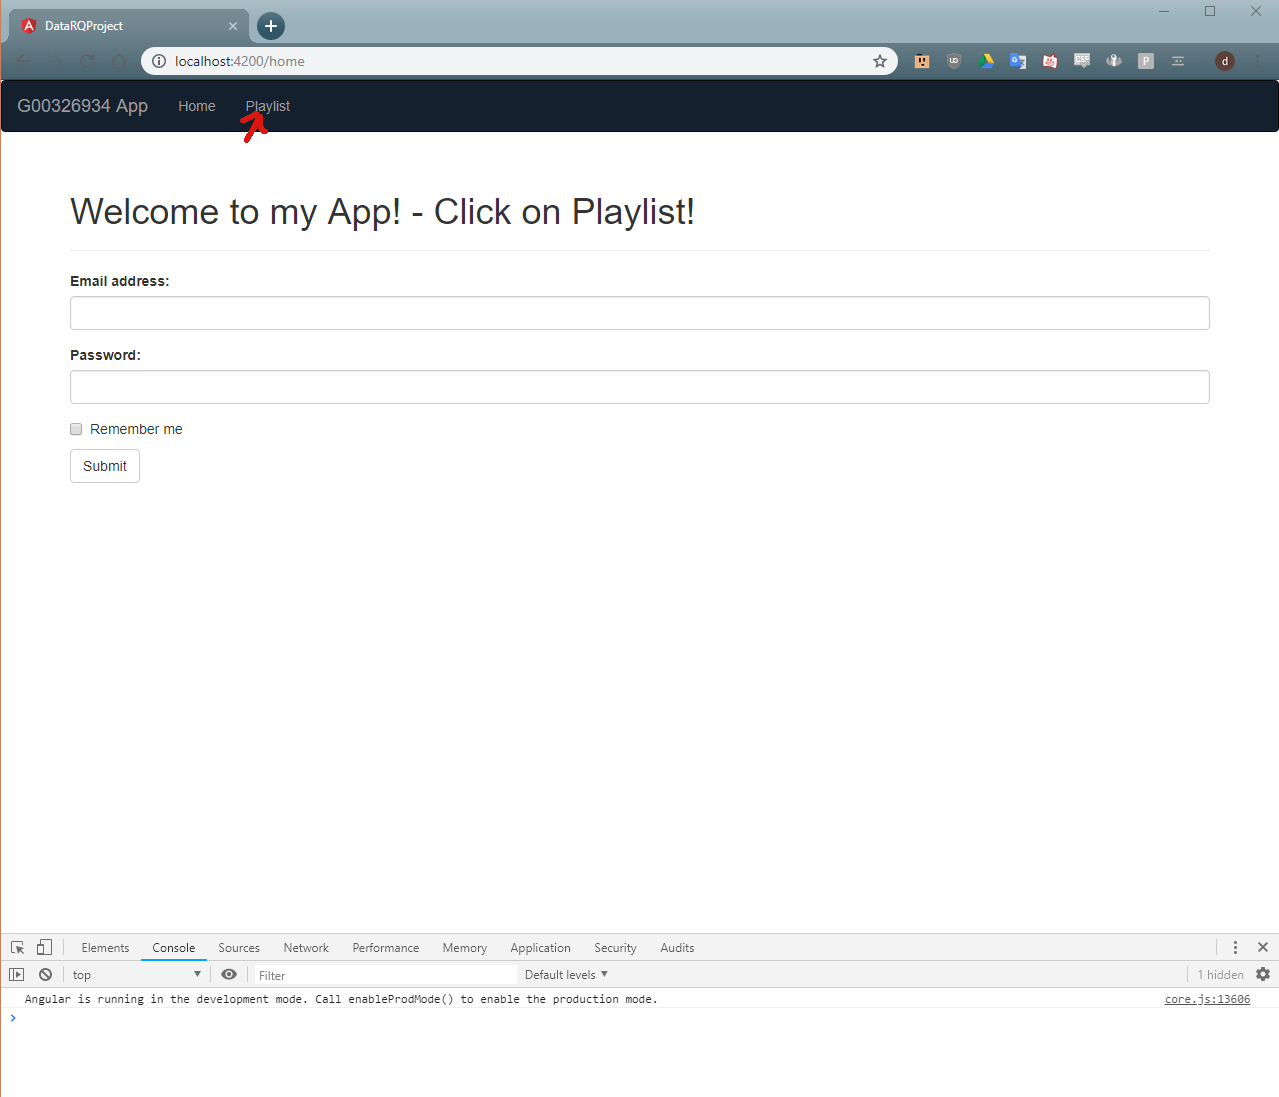 DataRQProject
localhost:4200/home
G00326934 App Home Playlist
Welcome to my App! - Click on Playlist!
Email address:
Password:
Remember me
Submit
Elements Console Sources Network Performance Memory Application Security Audits
top Filter Default levels 1 hidden
Angular is running in the development mode. Call enableProdMode() to enable the production mode. core.js:13606